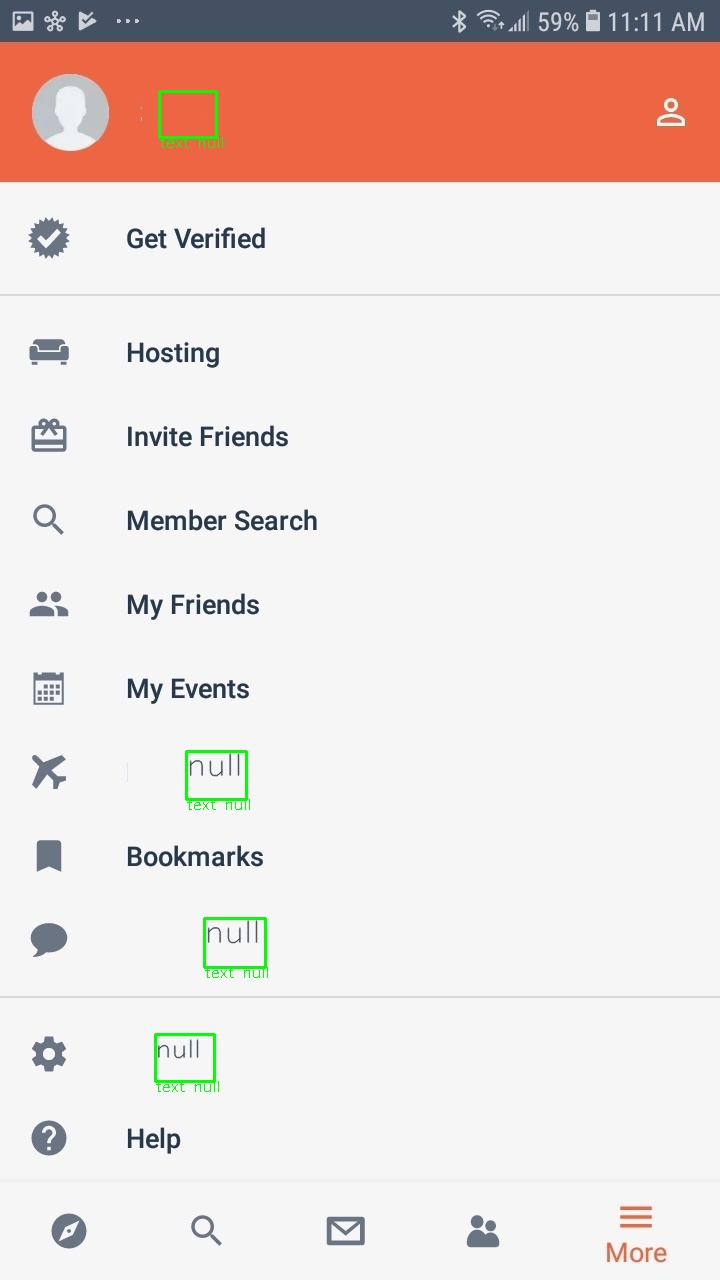 59% 11:11 AM
text null
Get Verified
Hosting
Invite Friends
Member Search
My Friends
My Events
null
text null
Bookmarks
null
text null
null
text null
Help
More